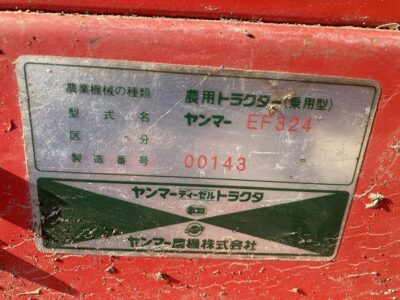 農業機械の種類 農用トラクター(乗用型)
型式名 ヤンマー EF324
区分
製造番号 00143
ヤンマーディーゼルトラクタ
ヤンマー農機株式会社